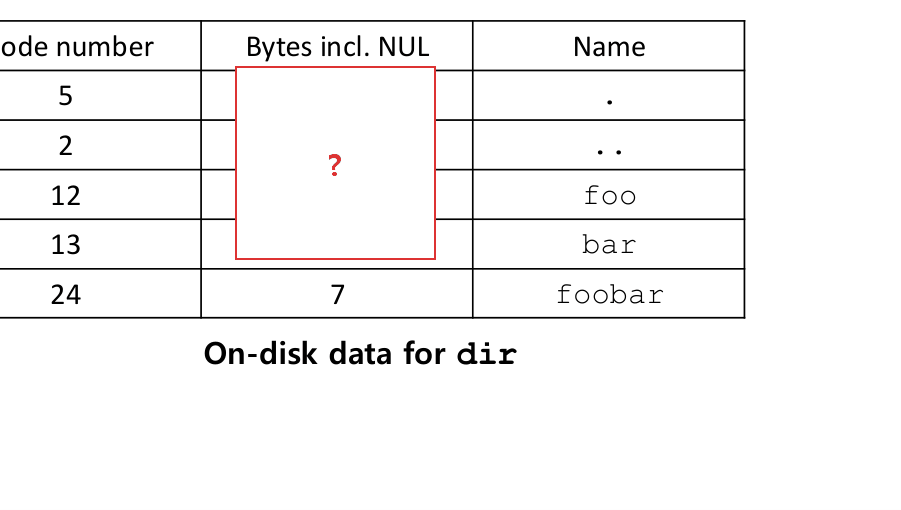 ode number Bytes incl. NUL Name
5 .
2 ..
?
12 foo
13 bar
24 7 foobar
On-disk data for dir